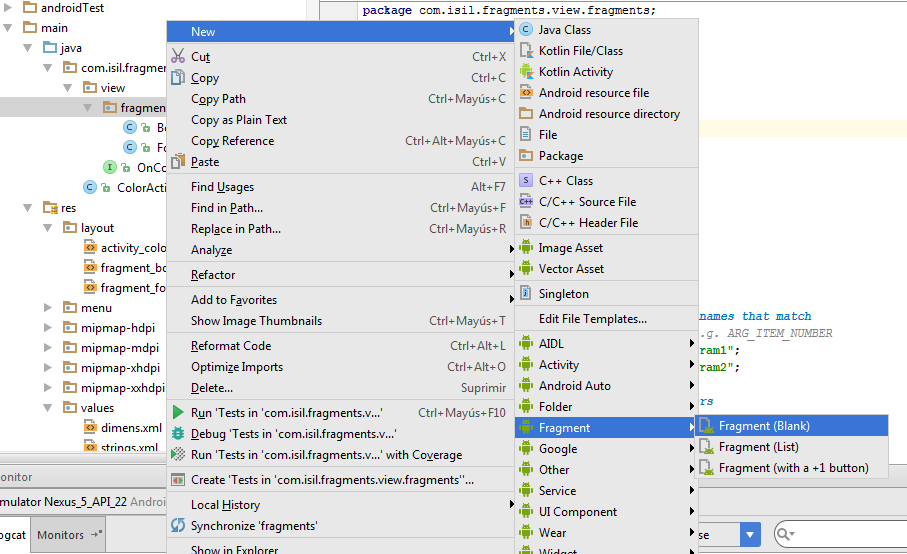 androidTest
main
java
com.isil.fragmen
view
fragmen
Bo
Fo
OnCo
ColorActi
res
layout
activity_colo
fragment_bo
fragment_fo
menu
mipmap-hdpi
mipmap-mdpi
mipmap-xhdpi
mipmap-xxhdpi
values
dimens.xml
strings.xml
onitor
mulator Nexus_5_API_22 Android
ogcat Monitors
package com.isil.fragments.view.fragments;
names that match
.g. ARG_ITEM_NUMBER
ram1";
ram2";
rs
se
New
Cut Ctrl+X
Copy Ctrl+C
Copy Path Ctrl+Mayús+C
Copy as Plain Text
Copy Reference Ctrl+Alt+Mayús+C
Paste Ctrl+V
Find Usages Alt+F7
Find in Path... Ctrl+Mayús+F
Replace in Path... Ctrl+Mayús+R
Analyze
Refactor
Add to Favorites
Show Image Thumbnails Ctrl+Mayús+T
Reformat Code Ctrl+Alt+L
Optimize Imports Ctrl+Alt+O
Delete... Suprimir
Run 'Tests in 'com.isil.fragments.v...' Ctrl+Mayús+F10
Debug 'Tests in 'com.isil.fragments.v...'
Run 'Tests in 'com.isil.fragments.v...' with Coverage
Create 'Tests in 'com.isil.fragments.view.fragments''...
Local History
Synchronize 'fragments'
Show in Explorer
Java Class
Kotlin File/Class
Kotlin Activity
Android resource file
Android resource directory
File
Package
C++ Class
C/C++ Source File
C/C++ Header File
Image Asset
Vector Asset
Singleton
Edit File Templates...
AIDL
Activity
Android Auto
Folder
Fragment
Google
Other
Service
UI Component
Wear
Widget
Fragment (Blank)
Fragment (List)
Fragment (with a +1 button)